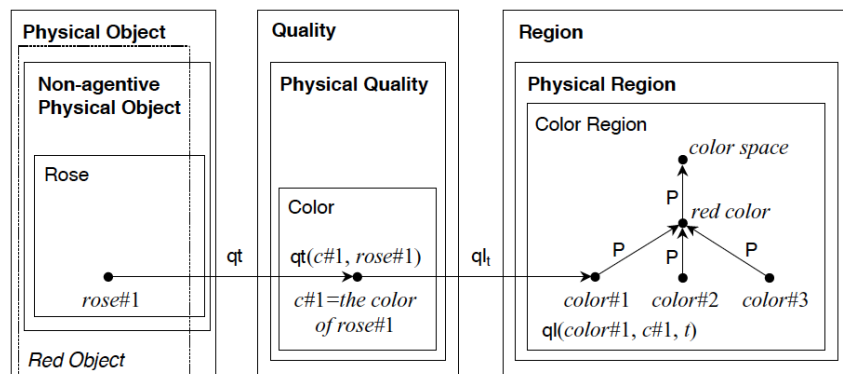 Physical Object
Non-agentive
Physical Object
Rose
rose#1
Red Object
qt
Quality
Physical Quality
Color
qt(c#1, rose#1)
c#1=the color
of rose#1
qlt
Region
Physical Region
Color Region
color space
P
red color
P
P
P
color#1
color#2
color#3
ql(color#1, c#1, t)